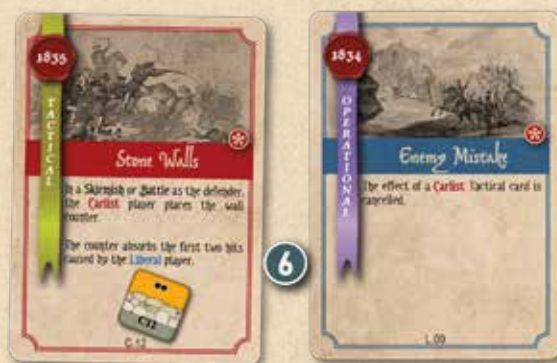 1835
TACTICAL
Stone Walls
In a Skirmish or Battle as the defender,
the Carlist player places the wall
counter.
The counter absorbs the first two hits
caused by the Liberal player.
C12
C.12
6
1834
OPERATIONAL
Enemy Mistake
The effect of a Carlist Tactical card is
cancelled.
L.09